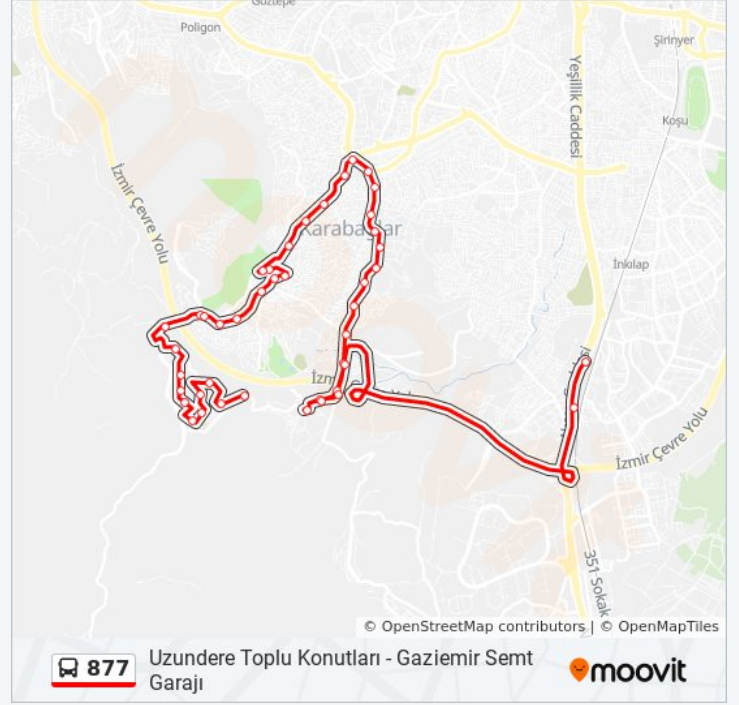 Göztepe
Poligon
Şirinyer
Yeşillik Caddesi
Koşu
İzmir Çevre Yolu
Karabağlar
İnkılap
İzmir Çevre Yolu
351 Sokak
© OpenStreetMap contributors | © OpenMapTiles
877
Uzundere Toplu Konutları - Gaziemir Semt
Garajı
moovit